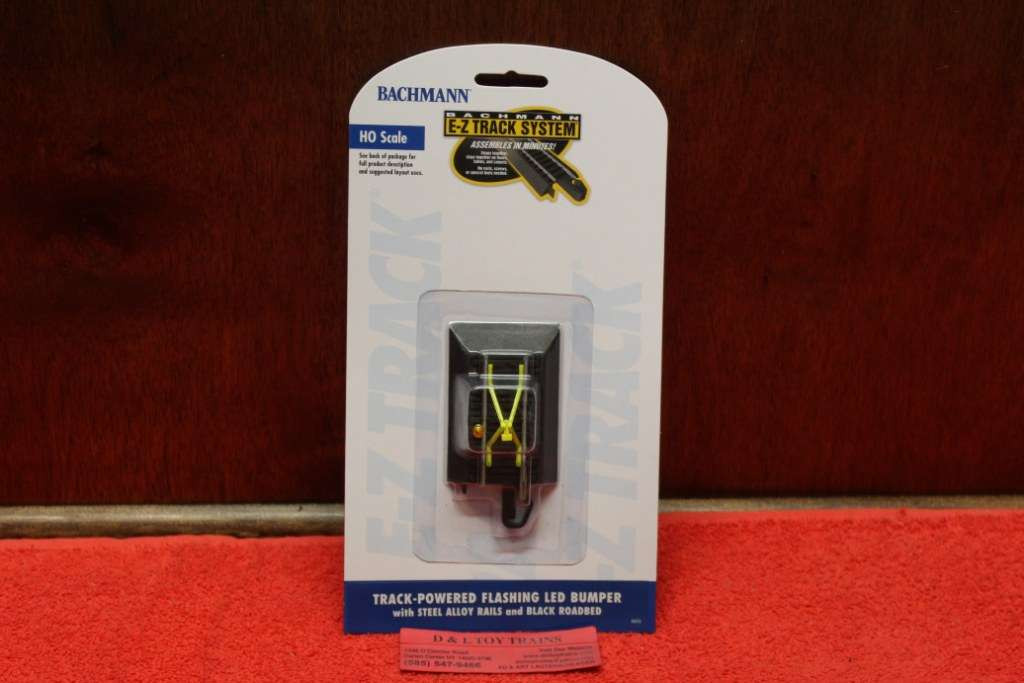 BACHMANN
BACHMANN
E-Z TRACK SYSTEM
ASSEMBLES IN MINUTES!
HO Scale
See back of package for
full product description
and suggested layout uses.
E-Z TRACK®
E-Z TRACK
TRACK-POWERED FLASHING LED BUMPER
with STEEL ALLOY RAILS and BLACK ROADBED
D & L TOY TRAINS
(585) 547-9466